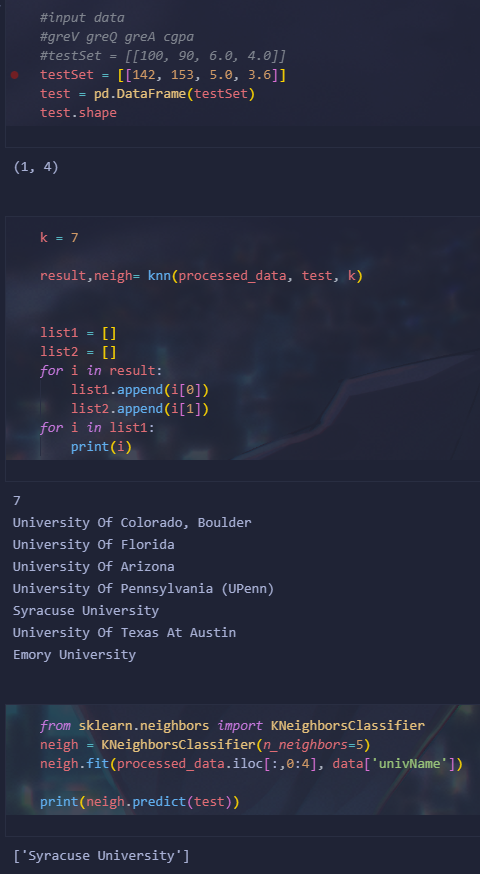 #input data
#greV greQ greA cgpa
#testSet = [[100, 90, 6.0, 4.0]]
testSet = [[142, 153, 5.0, 3.6]]
test = pd.DataFrame(testSet)
test.shape
(1, 4)
k = 7
result,neigh= knn(processed_data, test, k)
list1 = []
list2 = []
for i in result:
    list1.append(i[0])
    list2.append(i[1])
for i in list1:
    print(i)
7
University Of Colorado, Boulder
University Of Florida
University Of Arizona
University Of Pennsylvania (UPenn)
Syracuse University
University Of Texas At Austin
Emory University
from sklearn.neighbors import KNeighborsClassifier
neigh = KNeighborsClassifier(n_neighbors=5)
neigh.fit(processed_data.iloc[:,0:4], data['univName'])
print(neigh.predict(test))
['Syracuse University']